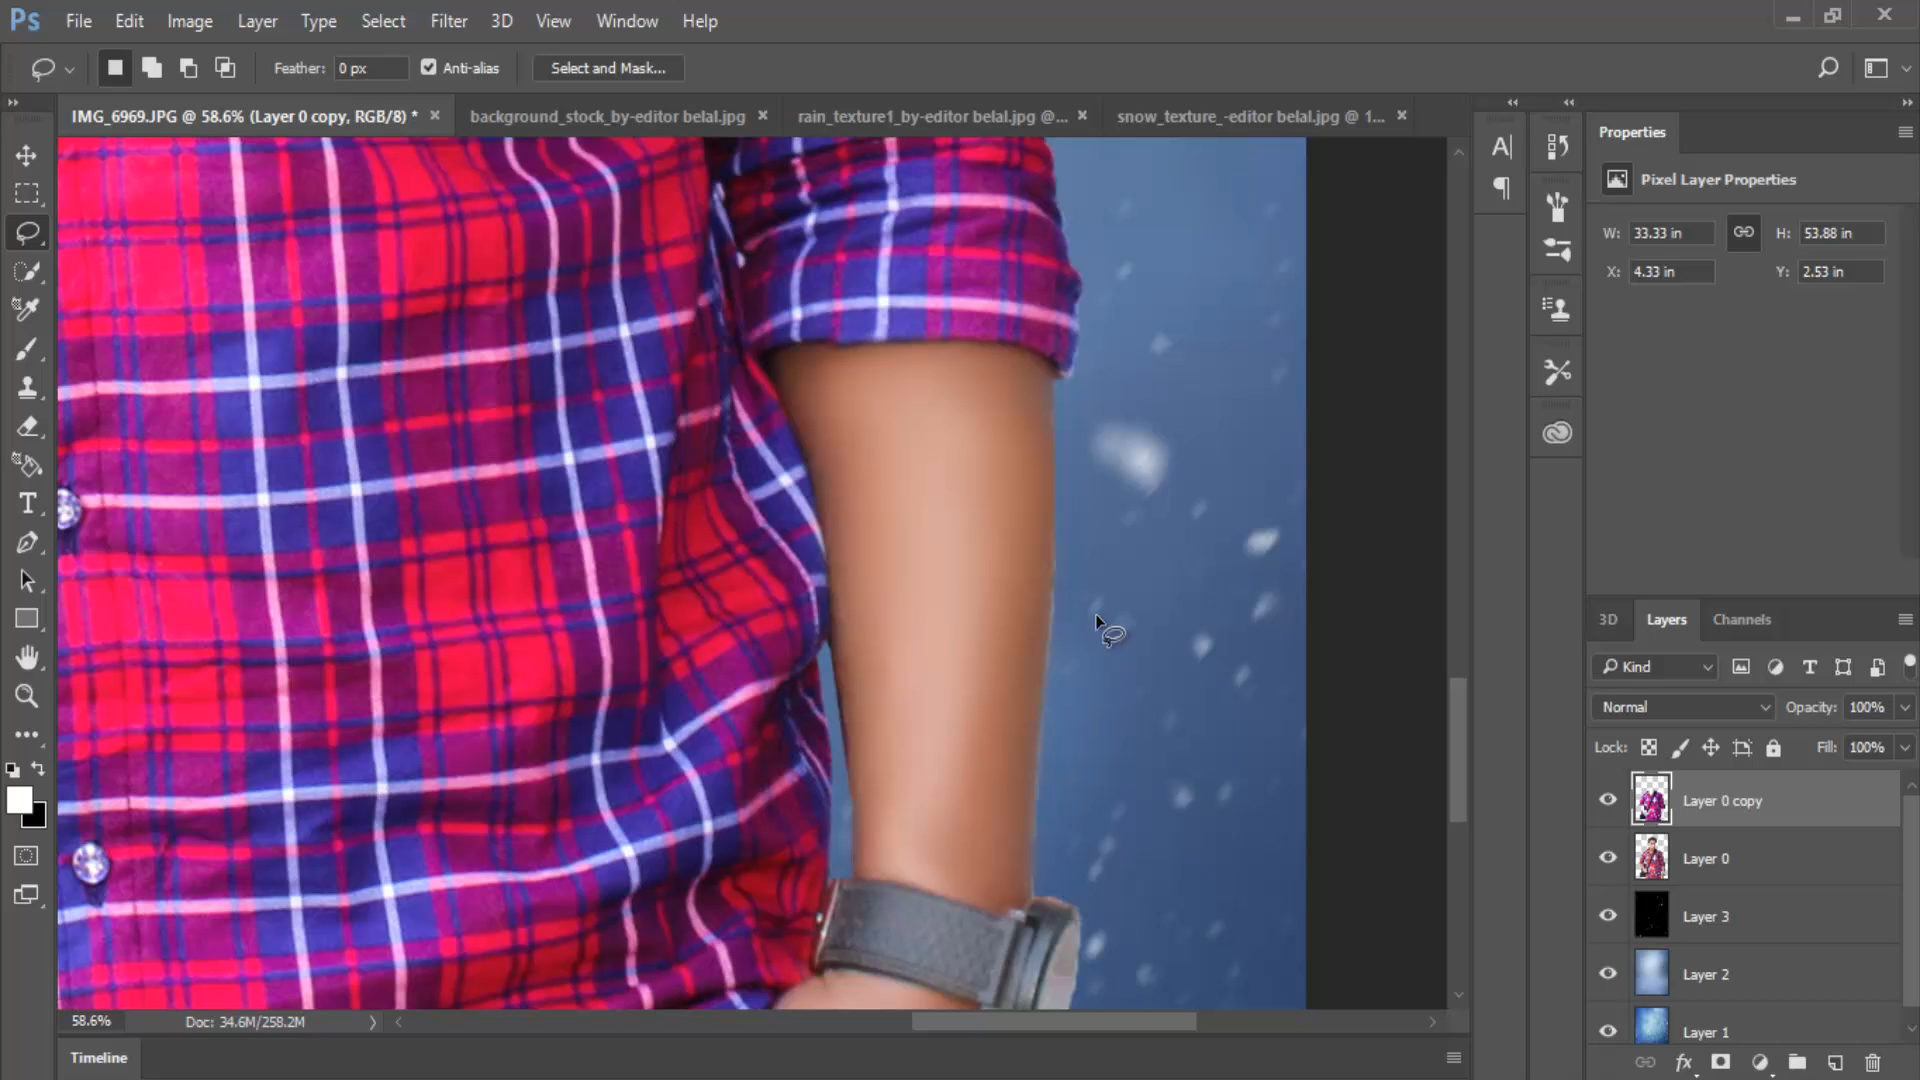 Ps File Edit Image Layer Type Select Filter 3D View Window Help
Feather: 0 px Anti-alias Select and Mask...
IMG_6969.JPG @ 58.6% (Layer 0 copy, RGB/8) * × background_stock_by-editor belal.jpg × rain_texture1_by-editor belal.jpg @... × snow_texture_-editor belal.jpg @ 1... ×
Properties
Pixel Layer Properties
W: 33.33 in H: 53.88 in
X: 4.33 in Y: 2.53 in
3D Layers Channels
Kind
Normal Opacity: 100%
Lock: Fill: 100%
Layer 0 copy
Layer 0
Layer 3
Layer 2
Layer 1
fx
58.6% Doc: 34.6M/258.2M
Timeline